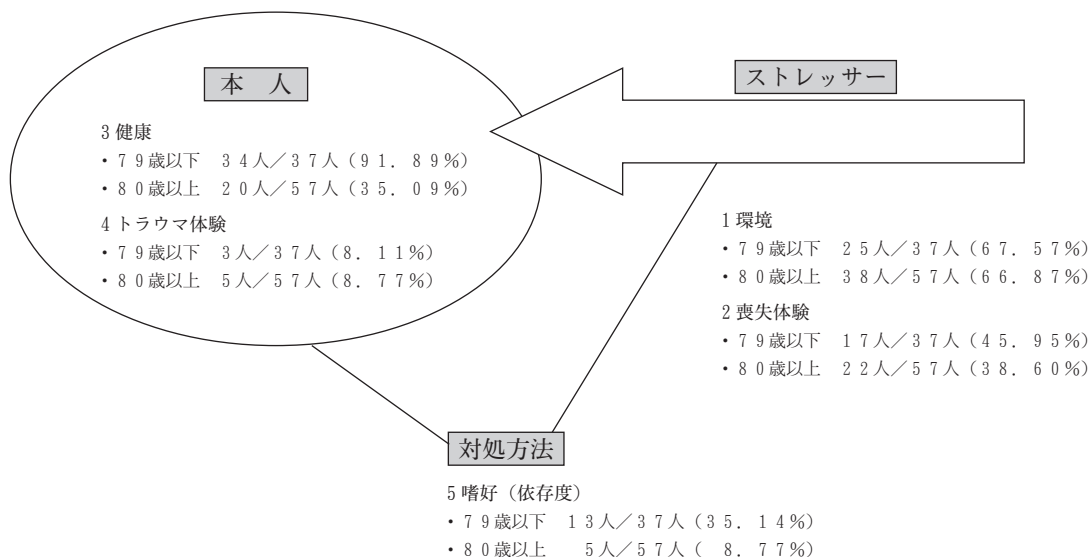 本 人
3 健康
・79歳以下 34人／37人（91．89％）
・80歳以上 20人／57人（35．09％）
4 トラウマ体験
・79歳以下 3人／37人（8．11％）
・80歳以上 5人／57人（8．77％）
ストレッサー
1 環境
・79歳以下 25人／37人（67．57％）
・80歳以上 38人／57人（66．87％）
2 喪失体験
・79歳以下 17人／37人（45．95％）
・80歳以上 22人／57人（38．60％）
対処方法
5 嗜好（依存度）
・79歳以下 13人／37人（35．14％）
・80歳以上 5人／57人（ 8．77％）